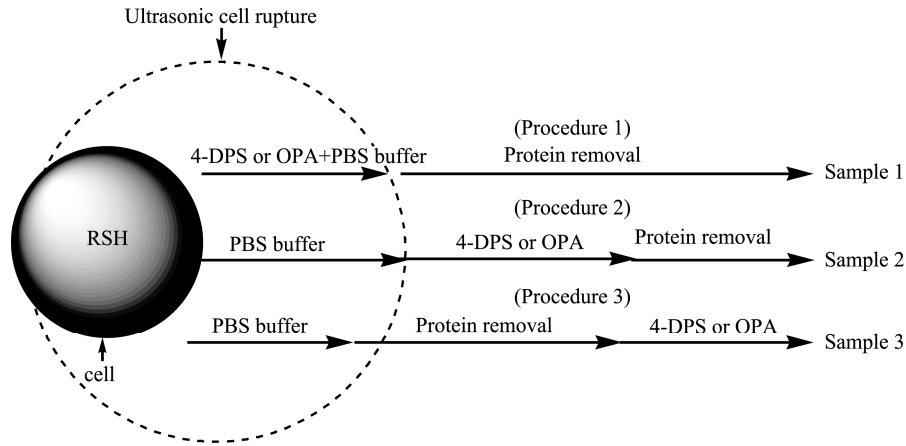 Ultrasonic cell rupture
(Procedure 1)
4-DPS or OPA+PBS buffer
Protein removal
Sample 1
(Procedure 2)
RSH
PBS buffer
4-DPS or OPA
Protein removal
Sample 2
(Procedure 3)
PBS buffer
Protein removal
4-DPS or OPA
Sample 3
cell